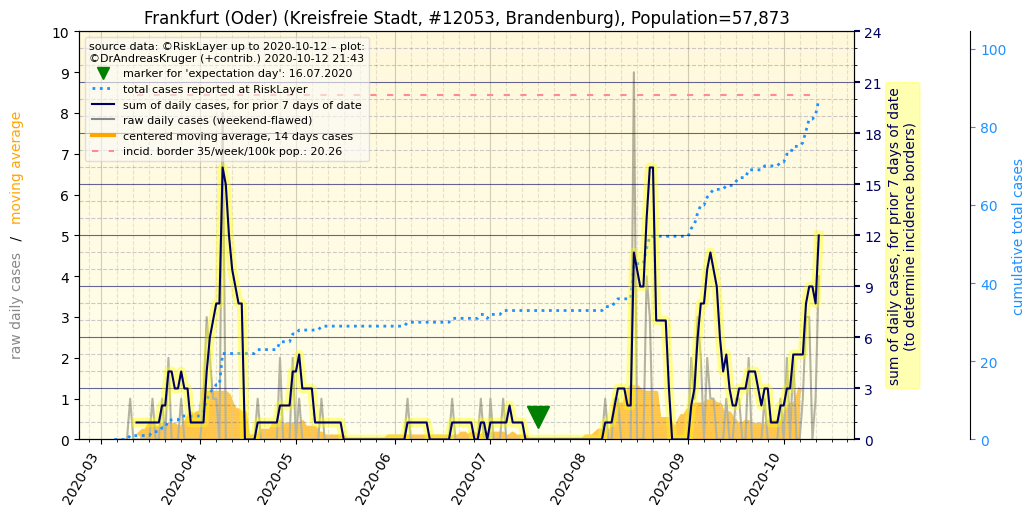 Frankfurt (Oder) (Kreisfreie Stadt, #12053, Brandenburg), Population=57,873
source data: ©RiskLayer up to 2020-10-12 – plot:
©DrAndreasKruger (+contrib.) 2020-10-12 21:43
marker for 'expectation day': 16.07.2020
total cases reported at RiskLayer
sum of daily cases, for prior 7 days of date
raw daily cases (weekend-flawed)
centered moving average, 14 days cases
incid. border 35/week/100k pop.: 20.26
raw daily cases / moving average
10
9
8
7
6
5
4
3
2
1
0
2020-03
2020-04
2020-05
2020-06
2020-07
2020-08
2020-09
2020-10
24
21
18
15
12
9
6
3
0
sum of daily cases, for prior 7 days of date
(to determine incidence borders)
100
80
60
40
20
0
cumulative total cases